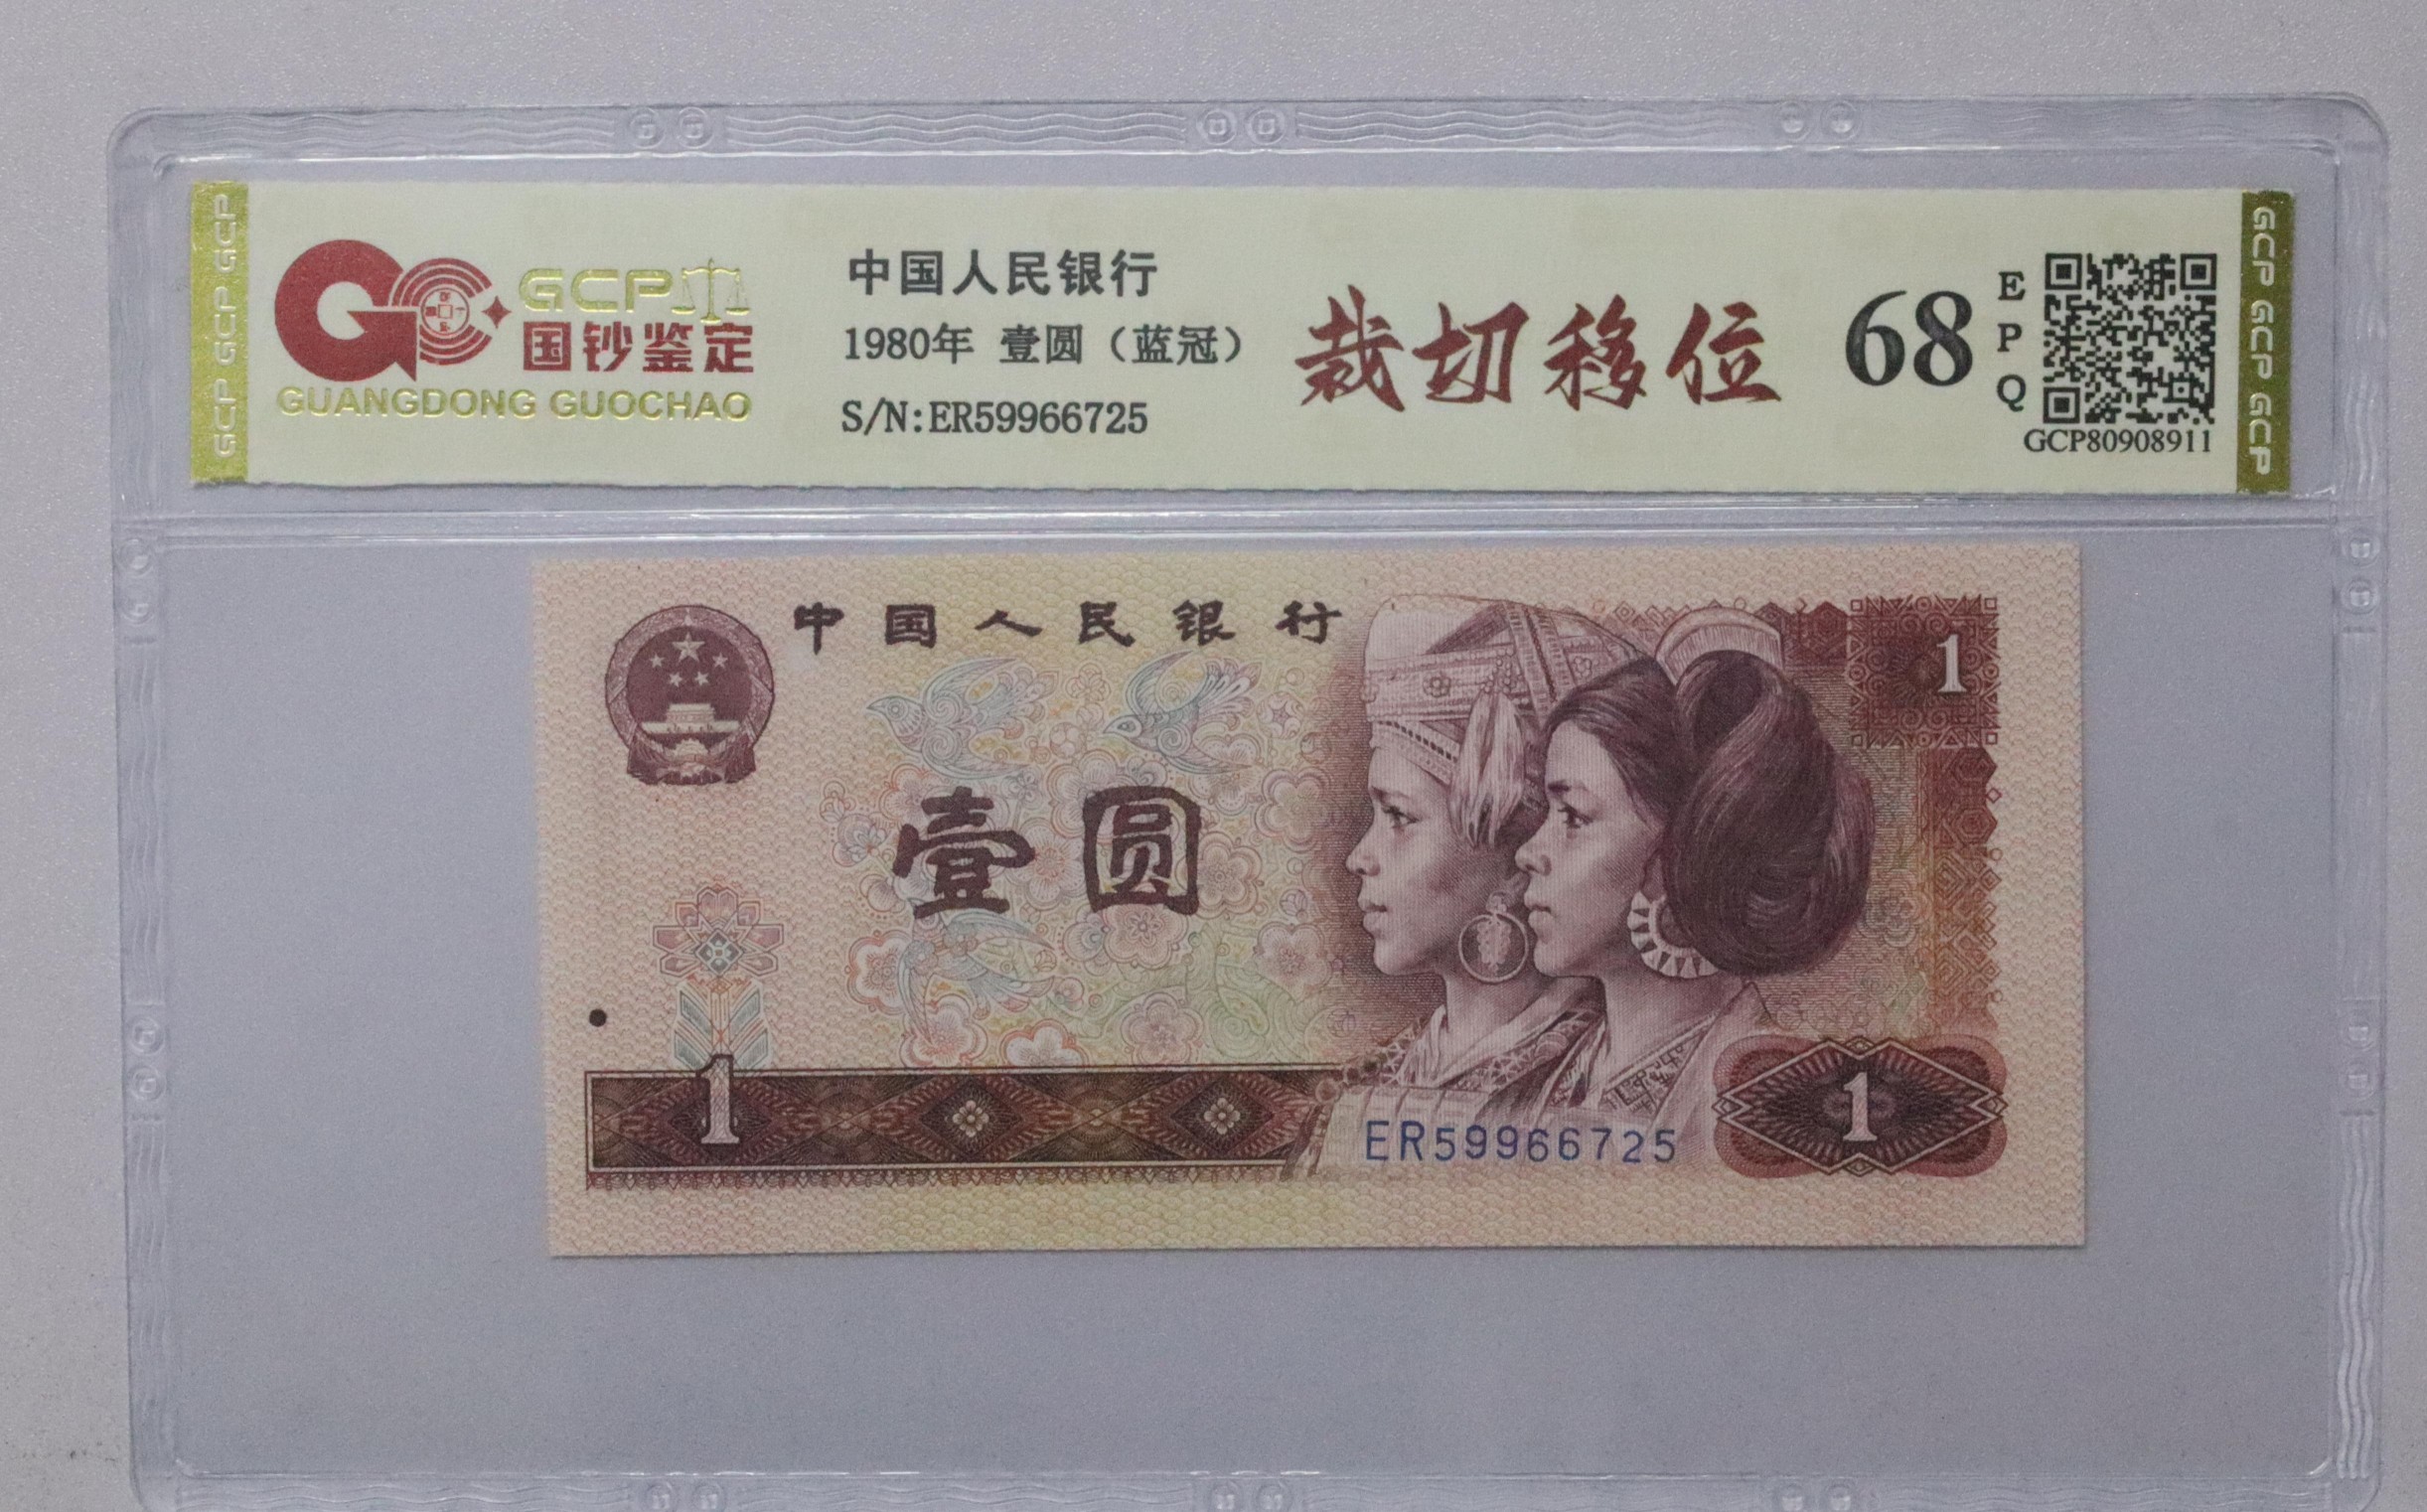 GCP GCP GCP
GCP
国钞鉴定
GUANGDONG GUOCHAO
中国人民银行
1980年 壹圆（蓝冠）
S/N:ER59966725
裁切移位
68
E
P
Q
GCP80908911
GCP GCP GCP
中国人民银行
1
壹圆
1
ER59966725
1